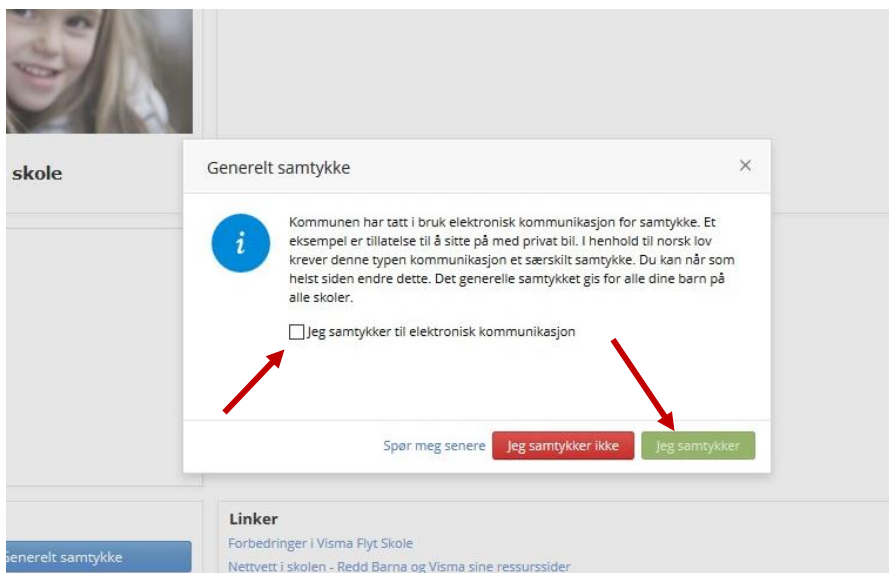 skole
Generelt samtykke
×
i
Kommunen har tatt i bruk elektronisk kommunikasjon for samtykke. Et
eksempel er tillatelse til å sitte på med privat bil. I henhold til norsk lov
krever denne typen kommunikasjon et særskilt samtykke. Du kan når som
helst siden endre dette. Det generelle samtykket gis for alle dine barn på
alle skoler.
Jeg samtykker til elektronisk kommunikasjon
Spør meg senere Jeg samtykker ikke Jeg samtykker
Linker
Forbedringer i Visma Flyt Skole
Generelt samtykke
Nettvett i skolen - Redd Barna og Visma sine ressurssider